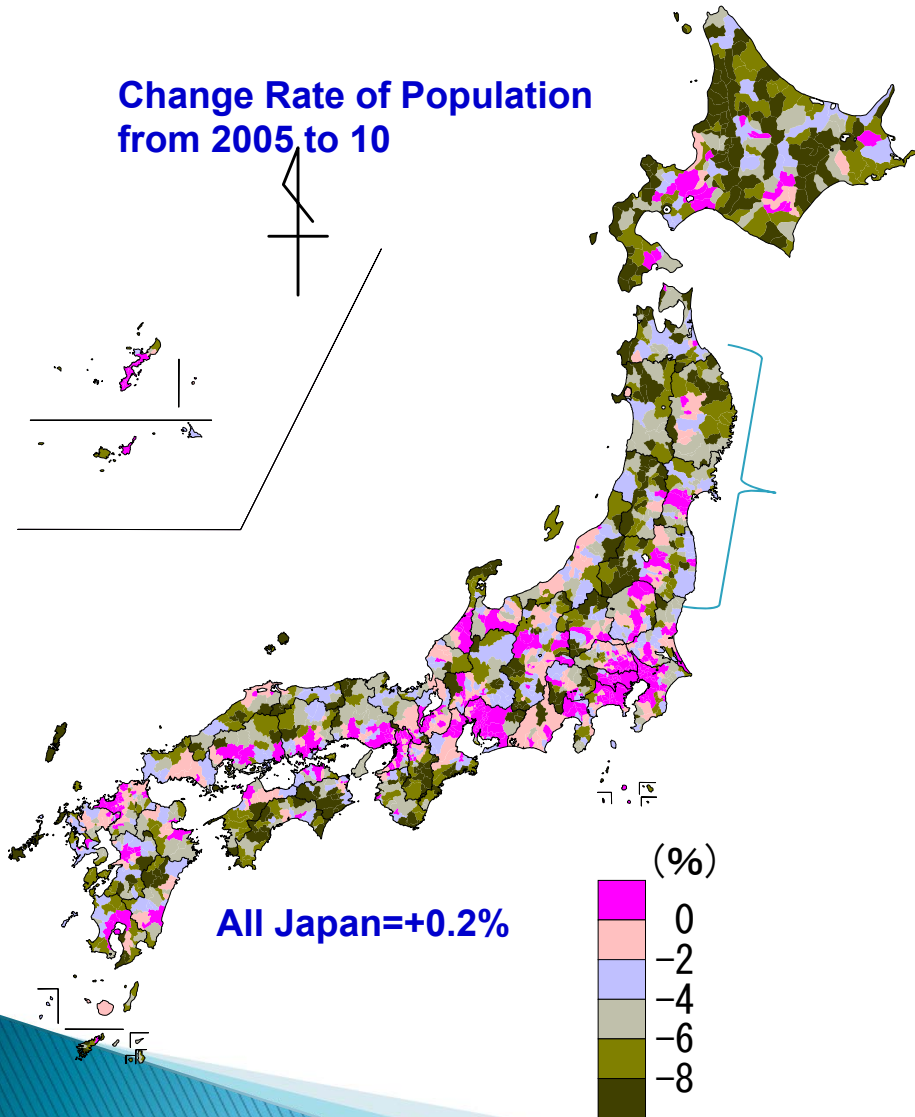 Change Rate of Population
from 2005 to 10
All Japan=+0.2%
(%)
0
−2
−4
−6
−8